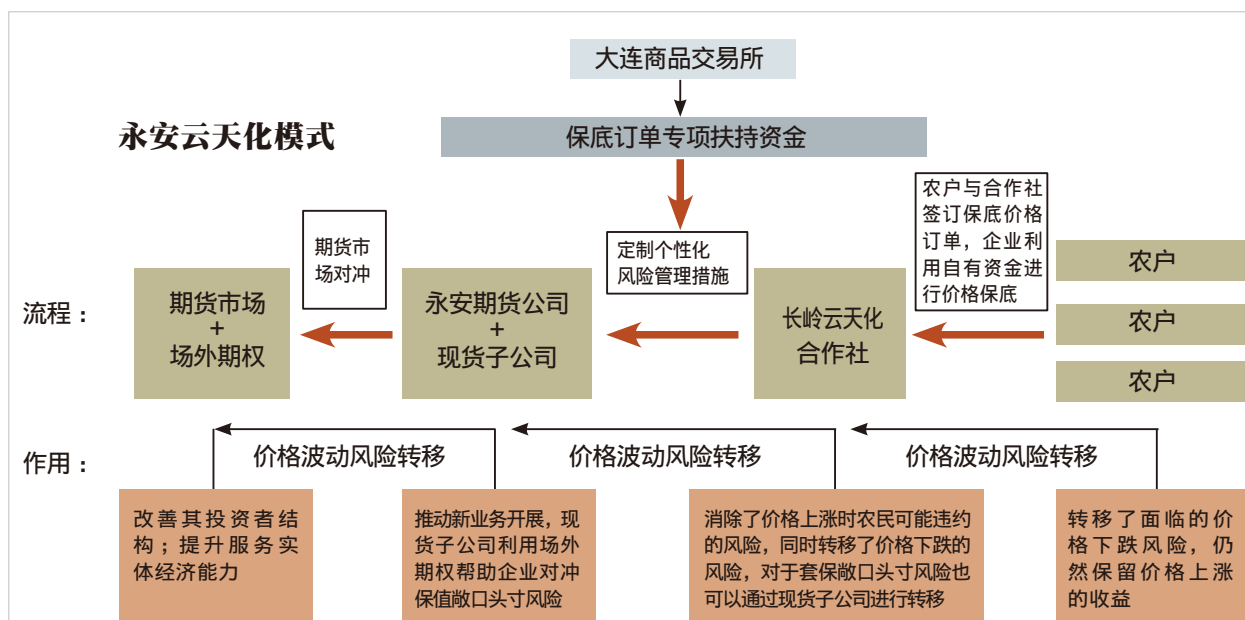 大连商品交易所
永安云天化模式
保底订单专项扶持资金
农户与合作社
签订保底价格
订单，企业利
用自有资金进
行价格保底
期货市
场对冲
定制个性化
风险管理措施
流程：
期货市场
+
场外期权
永安期货公司
+
现货子公司
长岭云天化
合作社
农户
农户
农户
作用：
价格波动风险转移
价格波动风险转移
价格波动风险转移
改善其投资者结
构；提升服务实
体经济能力
推动新业务开展，现
货子公司利用场外
期权帮助企业对冲
保值敞口头寸风险
消除了价格上涨时农民可能违约
的风险，同时转移了价格下跌的
风险，对于套保敞口头寸风险也
可以通过现货子公司进行转移
转移了面临的价
格下跌风险，仍
然保留价格上涨
的收益